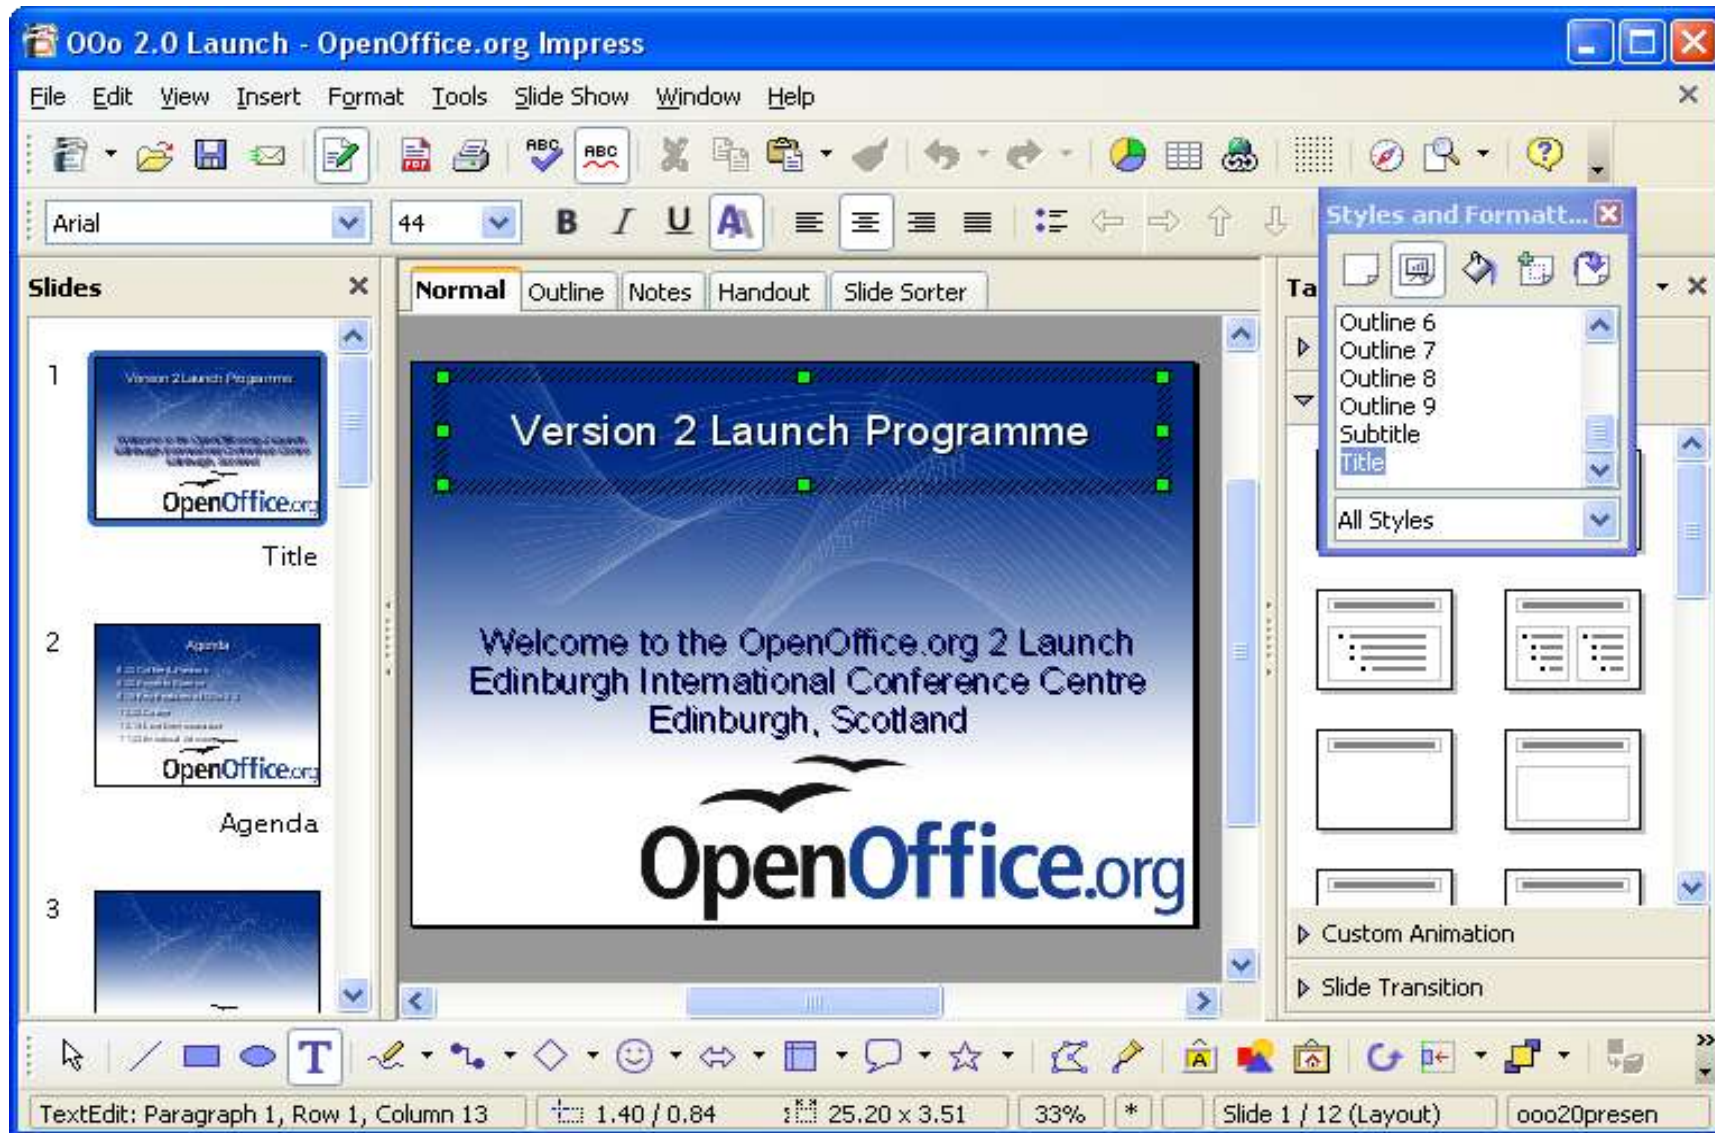 OOo 2.0 Launch - OpenOffice.org Impress
File Edit View Insert Format Tools Slide Show Window Help
PDF ABC ABC
Arial 44 B I U A
Styles and Formatt...
Slides
Normal Outline Notes Handout Slide Sorter
Ta
Outline 6
Outline 7
Outline 8
Outline 9
Subtitle
Title
All Styles
1
Version 2 Launch Programme
OpenOffice.org
Title
2
Agenda
OpenOffice.org
Agenda
3
Version 2 Launch Programme
Welcome to the OpenOffice.org 2 Launch
Edinburgh International Conference Centre
Edinburgh, Scotland
OpenOffice.org
Custom Animation
Slide Transition
T A
TextEdit: Paragraph 1, Row 1, Column 13 1.40 / 0.84 25.20 x 3.51 33% * Slide 1 / 12 (Layout) ooo20presen